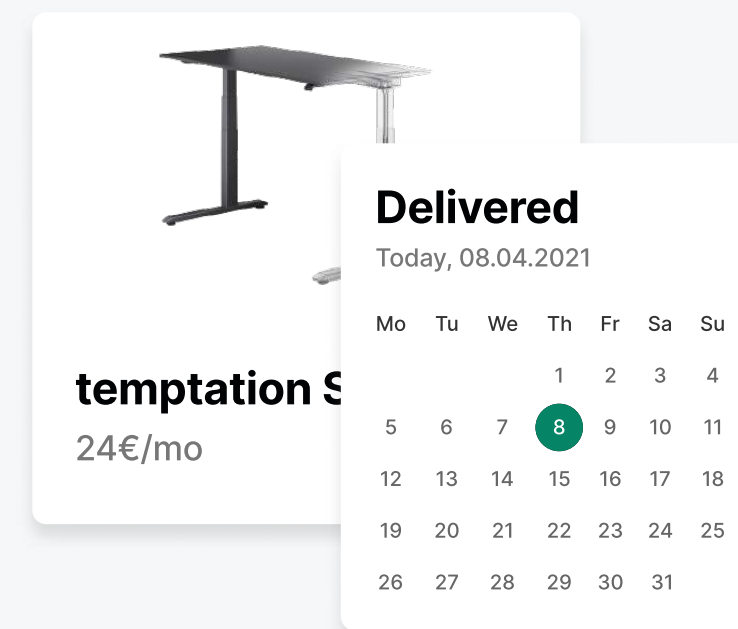 temptation S
24€/mo
Delivered
Today, 08.04.2021
Mo Tu We Th Fr Sa Su
1 2 3 4
5 6 7 8 9 10 11
12 13 14 15 16 17 18
19 20 21 22 23 24 25
26 27 28 29 30 31